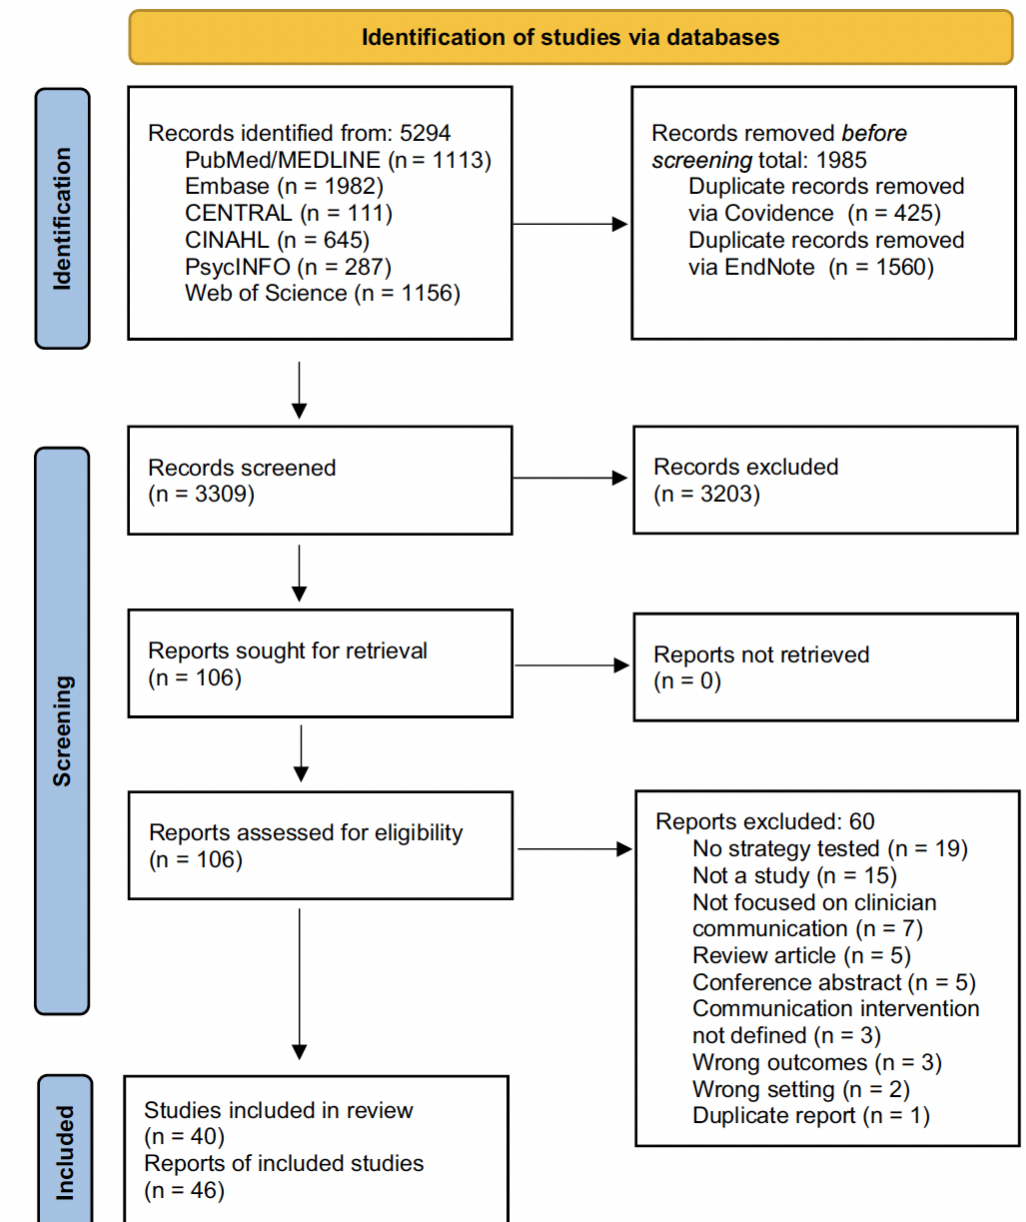 Identification of studies via databases
Identification
Records identified from: 5294
PubMed/MEDLINE (n = 1113)
Embase (n = 1982)
CENTRAL (n = 111)
CINAHL (n = 645)
PsycINFO (n = 287)
Web of Science (n = 1156)
Records removed before
screening total: 1985
Duplicate records removed
via Covidence (n = 425)
Duplicate records removed
via EndNote (n = 1560)
Screening
Records screened
(n = 3309)
Records excluded
(n = 3203)
Reports sought for retrieval
(n = 106)
Reports not retrieved
(n = 0)
Reports assessed for eligibility
(n = 106)
Reports excluded: 60
No strategy tested (n = 19)
Not a study (n = 15)
Not focused on clinician
communication (n = 7)
Review article (n = 5)
Conference abstract (n = 5)
Communication intervention
not defined (n = 3)
Wrong outcomes (n = 3)
Wrong setting (n = 2)
Duplicate report (n = 1)
Included
Studies included in review
(n = 40)
Reports of included studies
(n = 46)